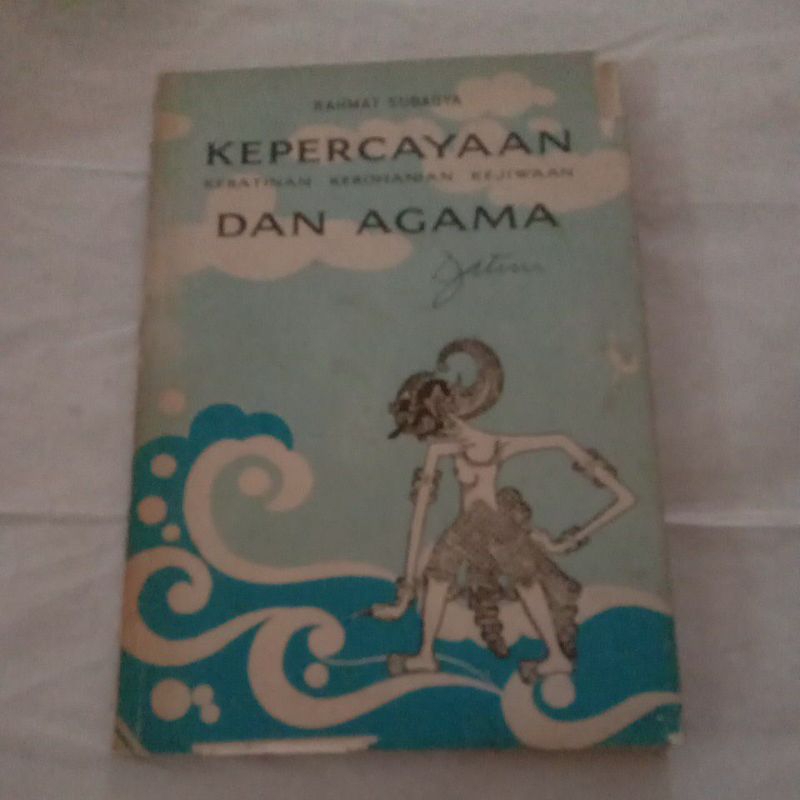 RAHMAT SUBAGYA
KEPERCAYAAN
KEBATINAN KEROHANIAN KEJIWAAN
DAN AGAMA